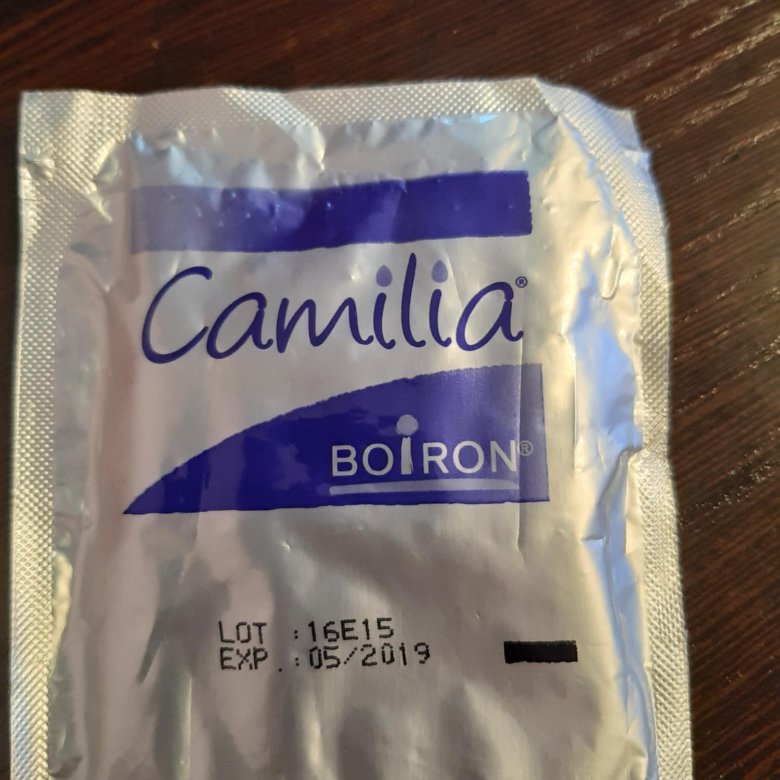 Camilia®
BOIRON®
LOT :16E15
EXP.:05/2019